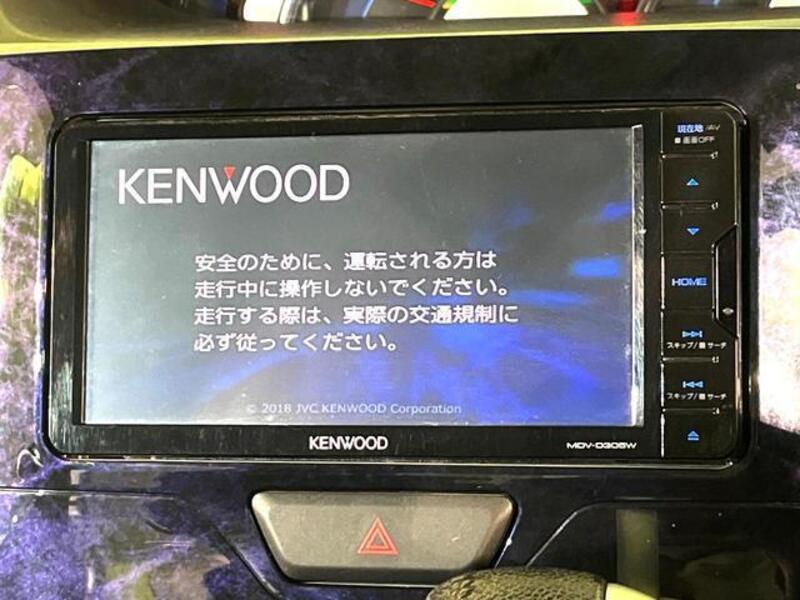 KENWOOD
安全のために、運転される方は
走行中に操作しないでください。
走行する際は、実際の交通規制に
必ず従ってください。
© 2018 JVC KENWOOD Corporation
KENWOOD
MDV-D305W
現在地/AV
■ 画面OFF
HOME
スキップ/■ サーチ
スキップ/■ サーチ